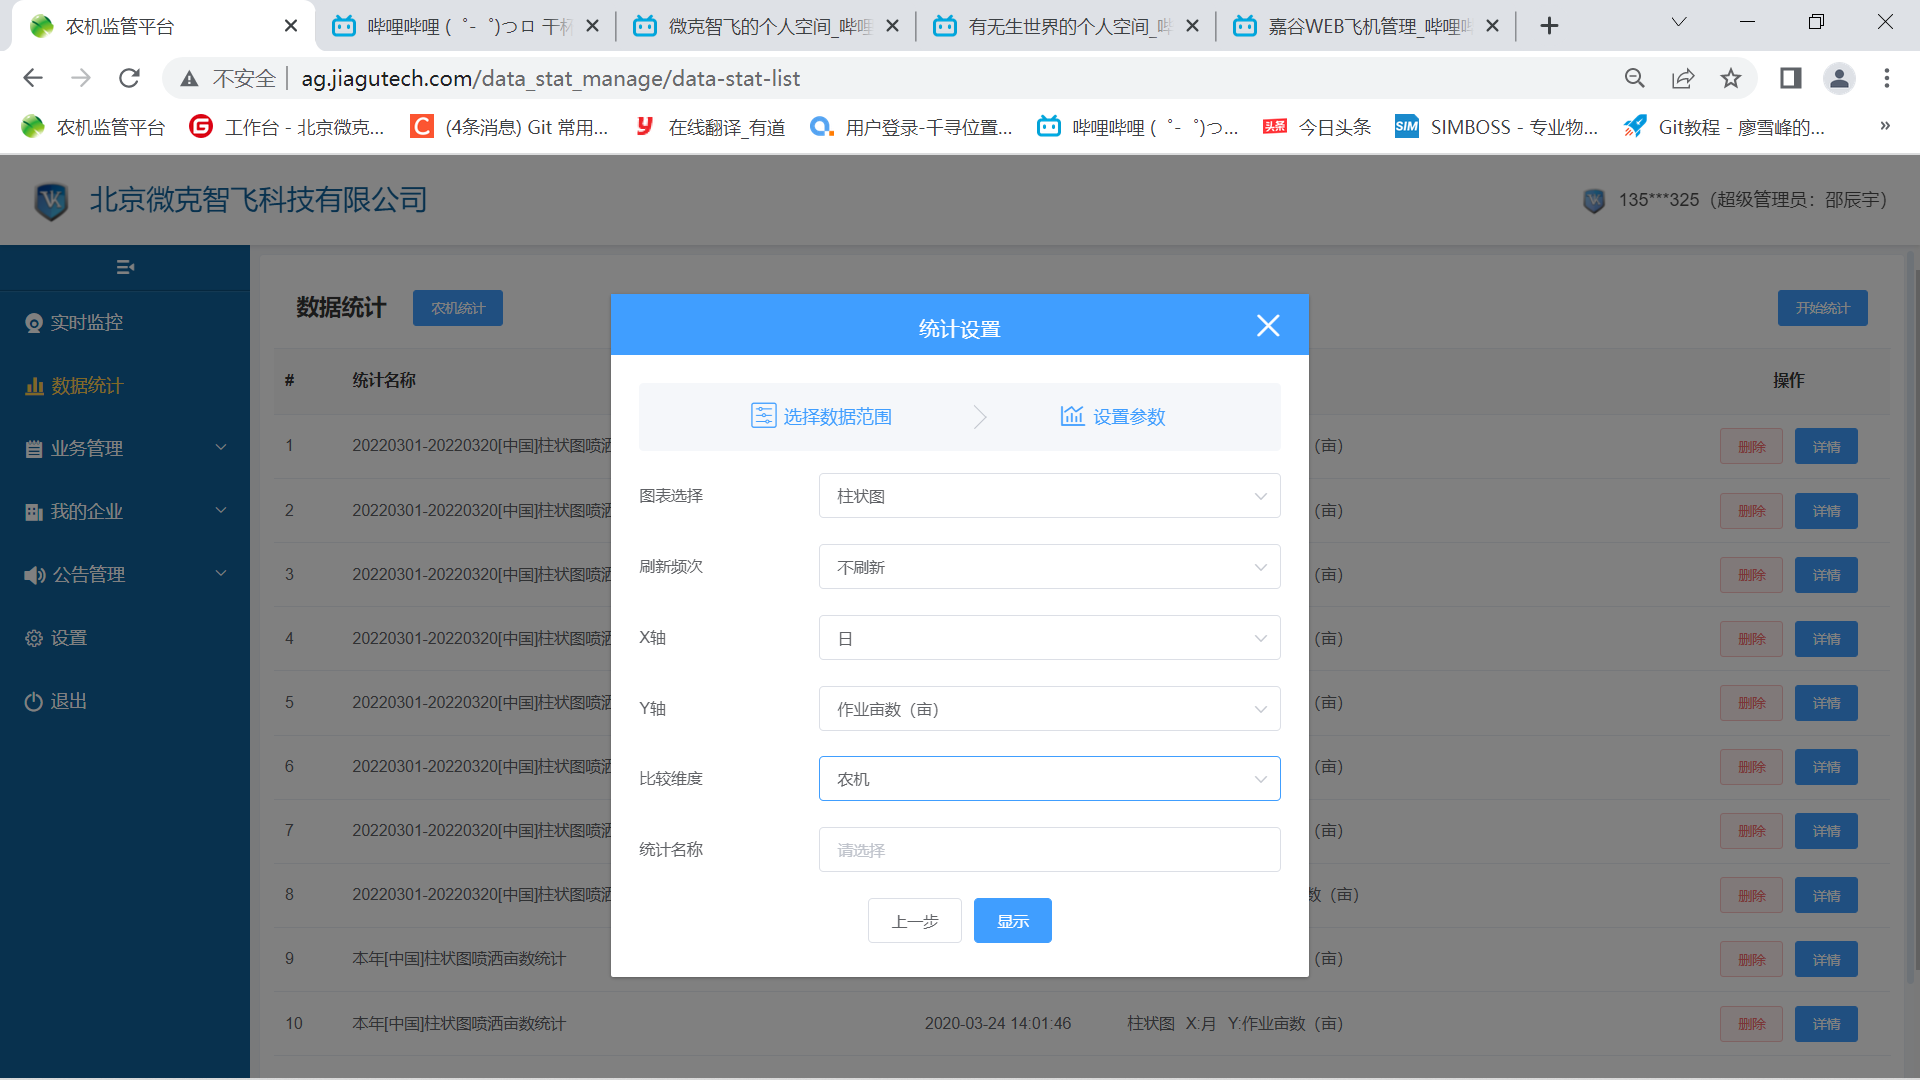 农机监管平台
哔哩哔哩 (゜-゜)つロ 干杯
微克智飞的个人空间_哔哩
有无生世界的个人空间_哔
嘉谷WEB飞机管理_哔哩哔
不安全 ag.jiagutech.com/data_stat_manage/data-stat-list
农机监管平台 工作台 - 北京微克... (4条消息) Git 常用... 在线翻译_有道 用户登录-千寻位置... 哔哩哔哩 (゜-゜)つ... 今日头条 SIMBOSS - 专业物... Git教程 - 廖雪峰的... »
北京微克智飞科技有限公司
135***325（超级管理员：邵辰宇）
实时监控
数据统计
业务管理
我的企业
公告管理
设置
退出
数据统计 农机统计 开始统计
# 统计名称 操作
1 20220301-20220320[中国]柱状图喷洒 （亩） 删除 详情
2 20220301-20220320[中国]柱状图喷洒 （亩） 删除 详情
3 20220301-20220320[中国]柱状图喷洒 （亩） 删除 详情
4 20220301-20220320[中国]柱状图喷洒 （亩） 删除 详情
5 20220301-20220320[中国]柱状图喷洒 （亩） 删除 详情
6 20220301-20220320[中国]柱状图喷洒 （亩） 删除 详情
7 20220301-20220320[中国]柱状图喷洒 （亩） 删除 详情
8 20220301-20220320[中国]柱状图喷洒 数（亩） 删除 详情
9 本年[中国]柱状图喷洒亩数统计 （亩） 删除 详情
10 本年[中国]柱状图喷洒亩数统计 2020-03-24 14:01:46 柱状图 X:月 Y:作业亩数（亩） 删除 详情
统计设置
选择数据范围 设置参数
图表选择 柱状图
刷新频次 不刷新
X轴 日
Y轴 作业亩数（亩）
比较维度 农机
统计名称 请选择
上一步 显示